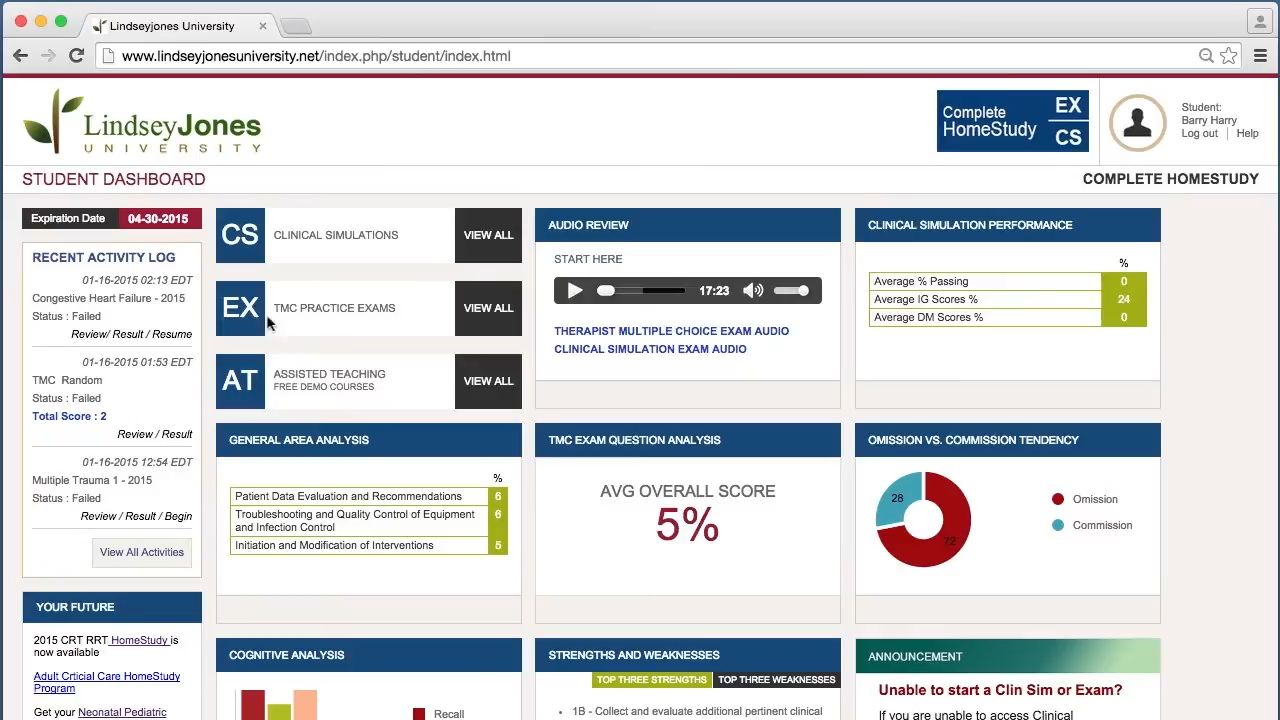 Lindseyjones University
www.lindseyjonesuniversity.net/index.php/student/index.html
LindseyJones
UNIVERSITY
Complete
HomeStudy
EX
CS
Student:
Barry Harry
Log out | Help
STUDENT DASHBOARD
COMPLETE HOMESTUDY
Expiration Date 04-30-2015
RECENT ACTIVITY LOG
01-16-2015 02:13 EDT
Congestive Heart Failure - 2015
Status : Failed
Review/ Result / Resume
01-16-2015 01:53 EDT
TMC Random
Status : Failed
Total Score : 2
Review / Result
01-16-2015 12:54 EDT
Multiple Trauma 1 - 2015
Status : Failed
Review / Result / Begin
View All Activities
YOUR FUTURE
2015 CRT RRT HomeStudy is
now available
Adult Crticial Care HomeStudy
Program
Get your Neonatal Pediatric
CS CLINICAL SIMULATIONS VIEW ALL
EX TMC PRACTICE EXAMS VIEW ALL
AT ASSISTED TEACHING VIEW ALL
FREE DEMO COURSES
AUDIO REVIEW
START HERE
17:23
THERAPIST MULTIPLE CHOICE EXAM AUDIO
CLINICAL SIMULATION EXAM AUDIO
CLINICAL SIMULATION PERFORMANCE
%
Average % Passing 0
Average IG Scores % 24
Average DM Scores % 0
GENERAL AREA ANALYSIS
%
Patient Data Evaluation and Recommendations 6
Troubleshooting and Quality Control of Equipment 6
and Infection Control
Initiation and Modification of Interventions 5
TMC EXAM QUESTION ANALYSIS
AVG OVERALL SCORE
5%
OMISSION VS. COMMISSION TENDENCY
28
72
Omission
Commission
COGNITIVE ANALYSIS
Recall
STRENGTHS AND WEAKNESSES
TOP THREE STRENGTHS TOP THREE WEAKNESSES
• 1B - Collect and evaluate additional pertinent clinical
ANNOUNCEMENT
Unable to start a Clin Sim or Exam?
If you are unable to access Clinical